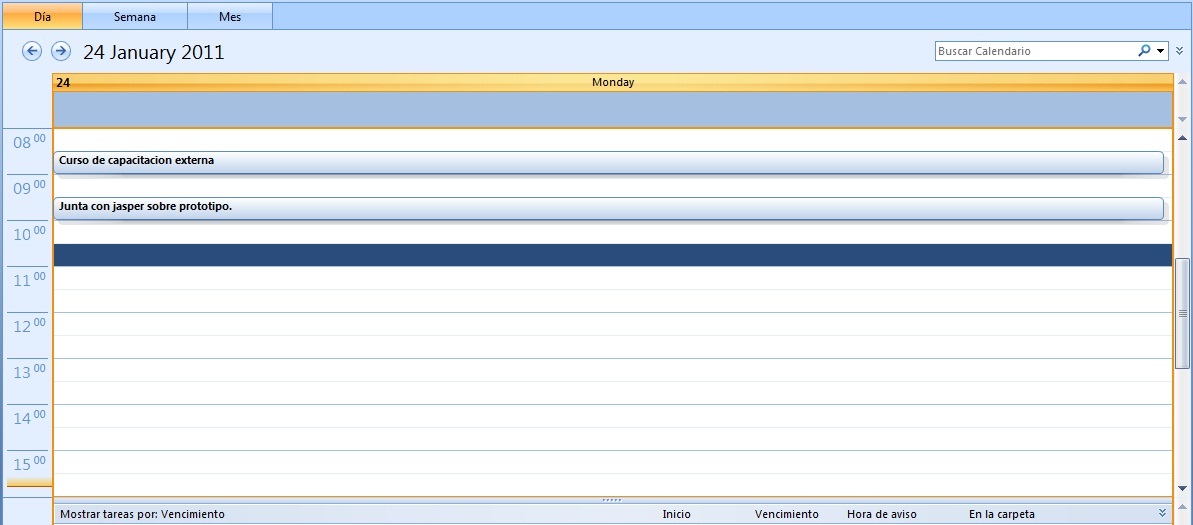 Día Semana Mes
24 January 2011 Buscar Calendario
24 Monday
08 00
Curso de capacitacion externa
09 00
Junta con jasper sobre prototipo.
10 00
11 00
12 00
13 00
14 00
15 00
Mostrar tareas por: Vencimiento Inicio Vencimiento Hora de aviso En la carpeta